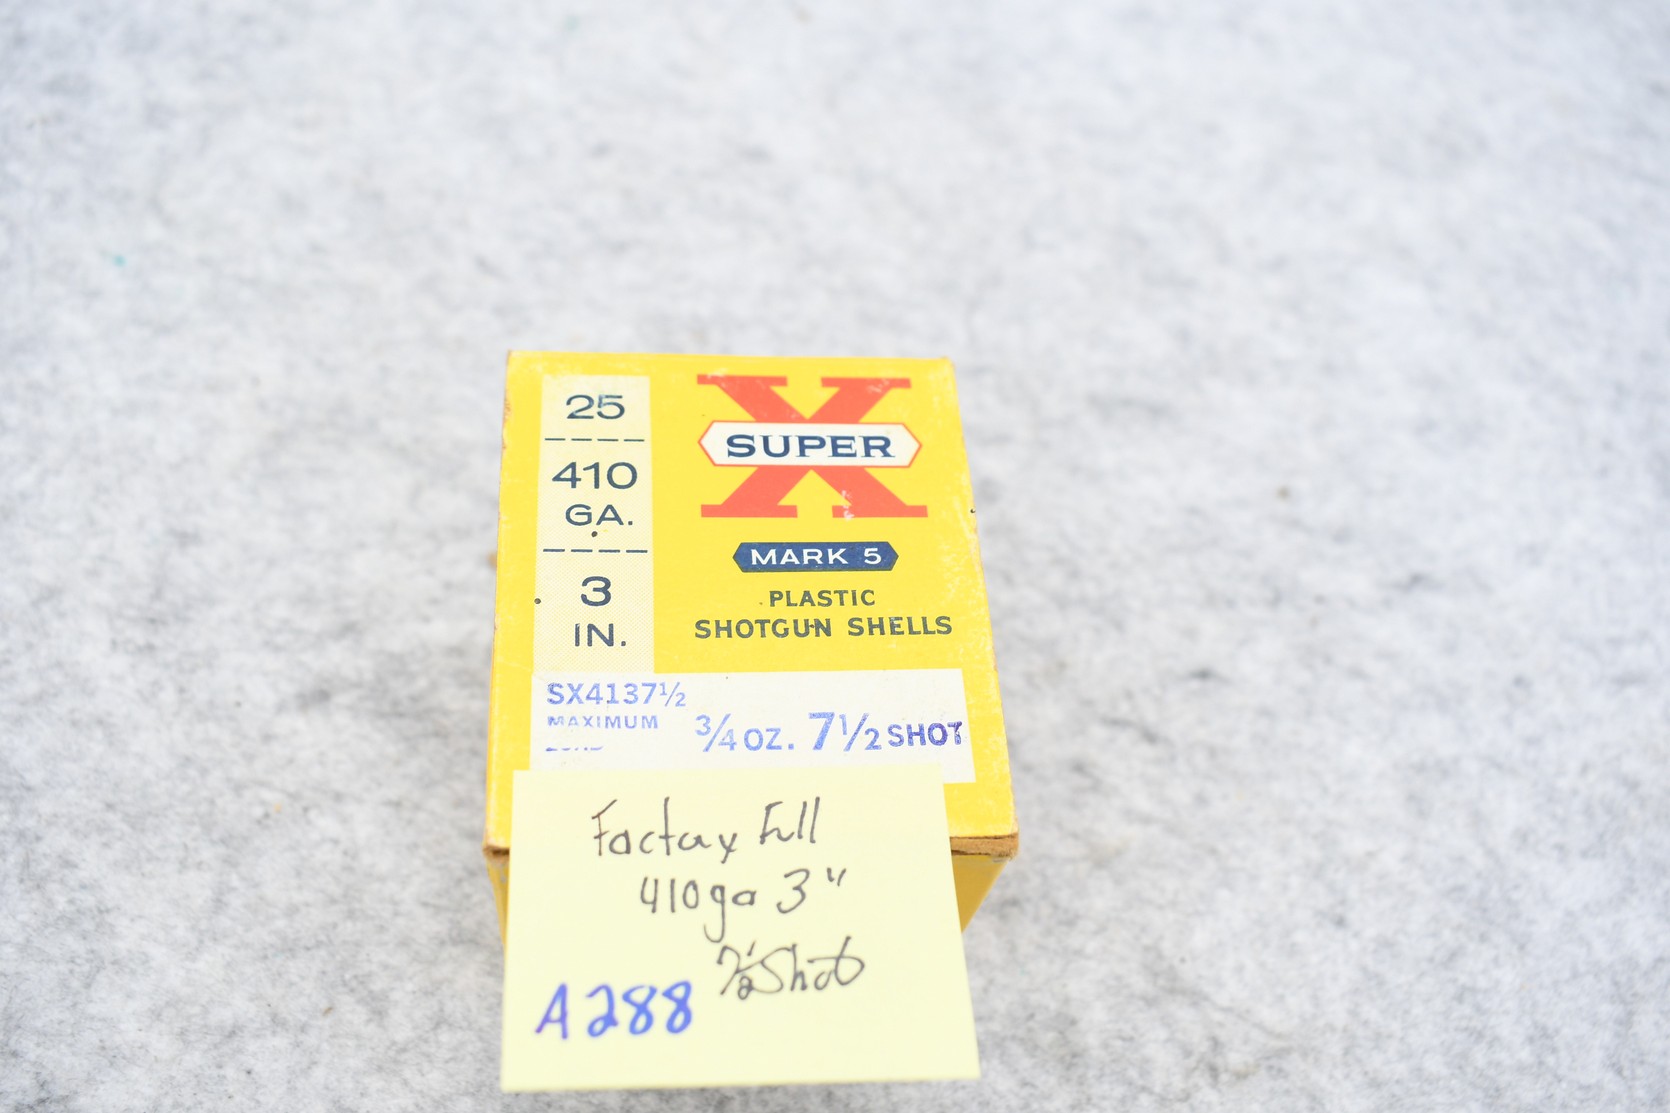 25
410
GA.
3
IN.
X
SUPER
MARK 5
PLASTIC
SHOTGUN SHELLS
SX4137½
MAXIMUM
¾ OZ. 7½ SHOT
Factory Full
410ga 3"
7½ Shot
A288